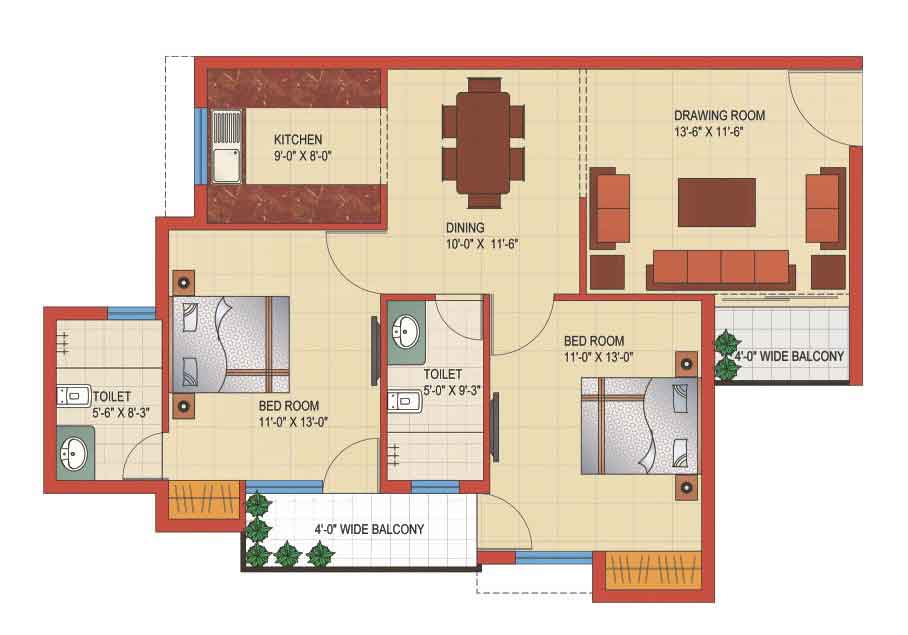 DRAWING ROOM
13'-6" X 11'-6"
KITCHEN
9'-0" X 8'-0"
DINING
10'-0" X 11'-6"
BED ROOM
11'-0" X 13'-0"
4'-0" WIDE BALCONY
TOILET
5'-0" X 9'-3"
TOILET
5'-6" X 8'-3"
BED ROOM
11'-0" X 13'-0"
4'-0" WIDE BALCONY